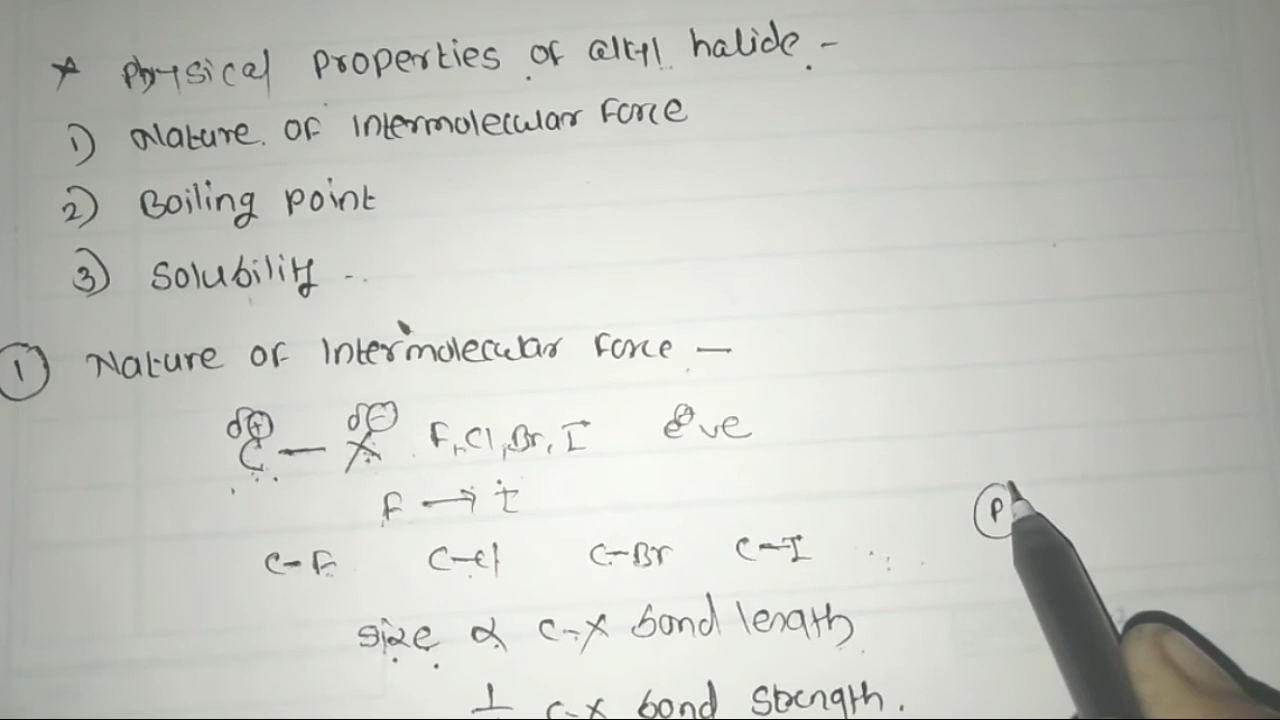 * Physical properties of alkyl halide -
1) Nature of Intermolecular Force
2) Boiling point
3) Solubility -
1) Nature of Intermolecular Force -
δ⊕ δ⊖
C - X F, Cl, Br, I
F → I
C-F C-Cl C-Br C-I
P
size ∝ C-X bond length
1 C-X bond Strength.